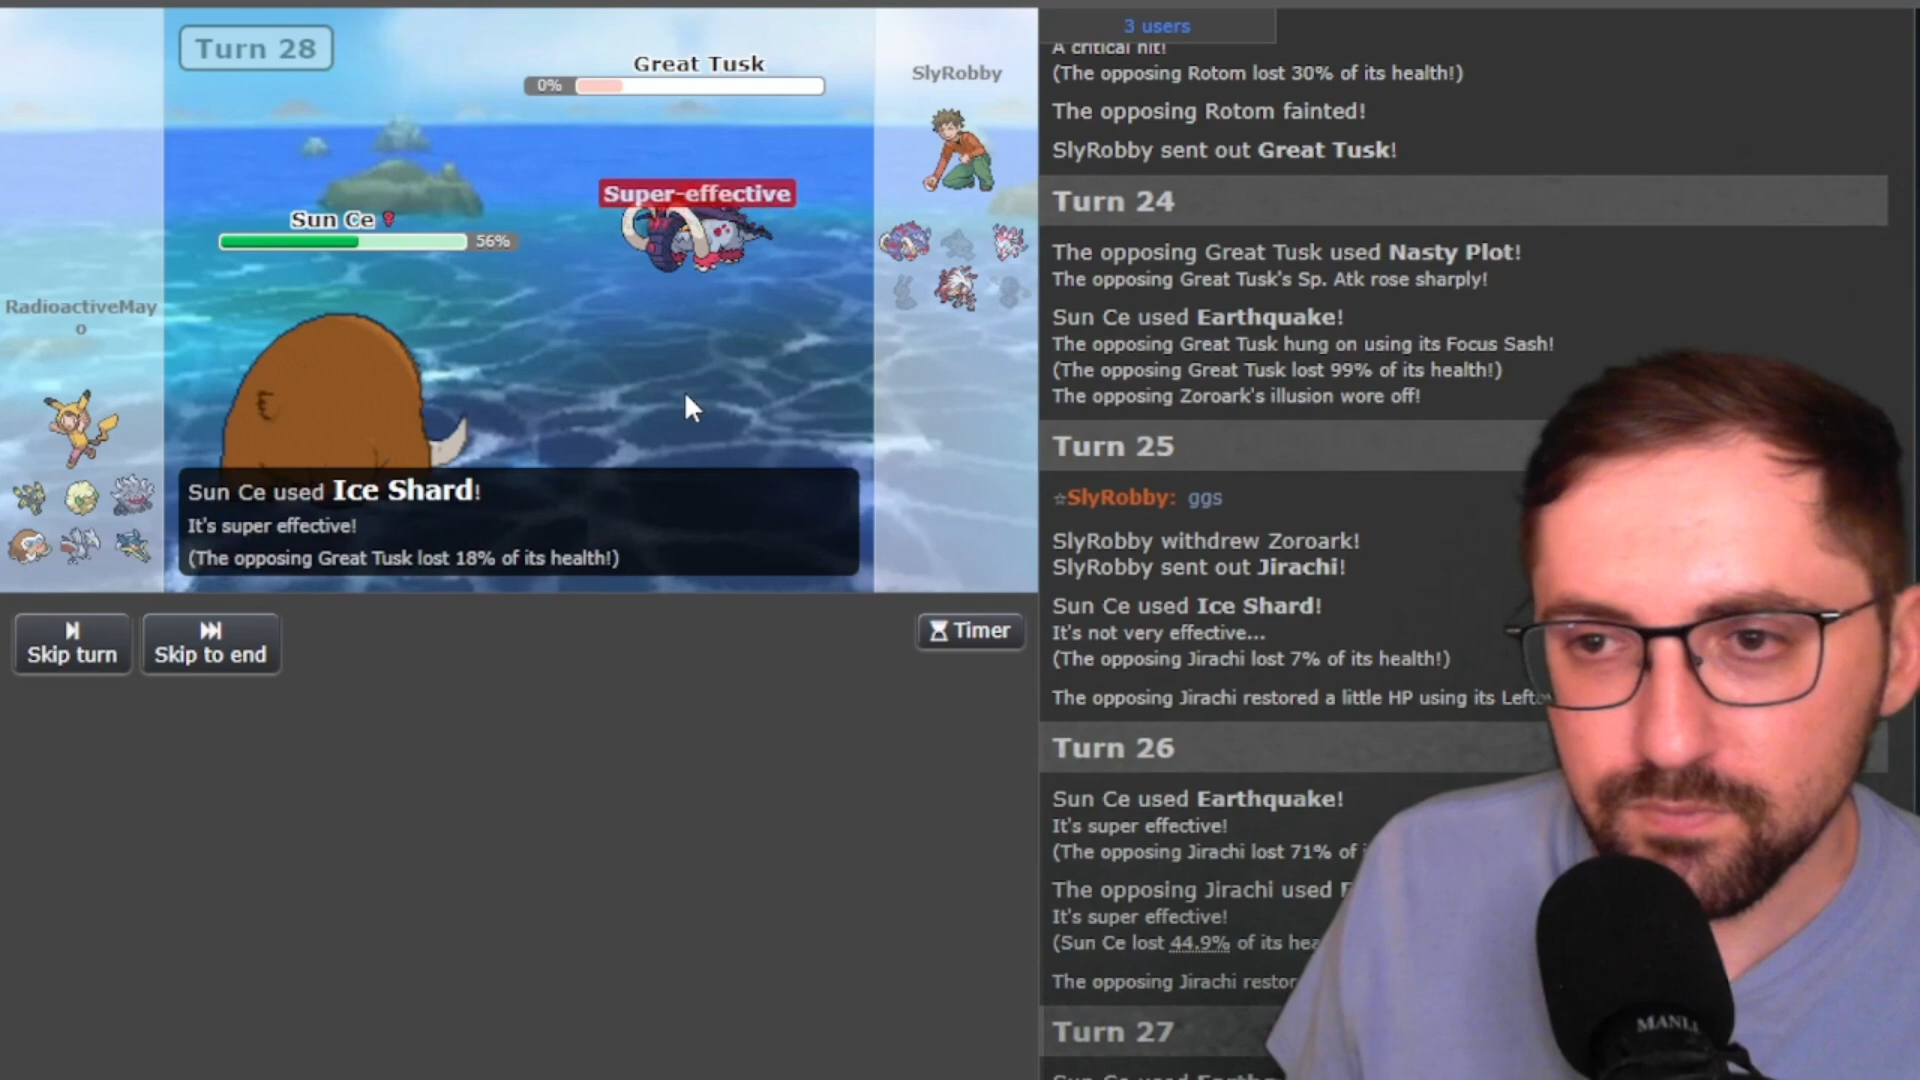 Turn 28
Great Tusk
0%
Super-effective
Sun Ce
56%
RadioactiveMay
o
SlyRobby
Sun Ce used Ice Shard!
It's super effective!
(The opposing Great Tusk lost 18% of its health!)
Skip turn
Skip to end
Timer
3 users
A critical hit!
(The opposing Rotom lost 30% of its health!)
The opposing Rotom fainted!
SlyRobby sent out Great Tusk!
Turn 24
The opposing Great Tusk used Nasty Plot!
The opposing Great Tusk's Sp. Atk rose sharply!
Sun Ce used Earthquake!
The opposing Great Tusk hung on using its Focus Sash!
(The opposing Great Tusk lost 99% of its health!)
The opposing Zoroark's illusion wore off!
Turn 25
☆SlyRobby: ggs
SlyRobby withdrew Zoroark!
SlyRobby sent out Jirachi!
Sun Ce used Ice Shard!
It's not very effective...
(The opposing Jirachi lost 7% of its health!)
The opposing Jirachi restored a little HP using its
Turn 26
Sun Ce used Earthquake!
It's super effective!
(The opposing Jirachi lost 71% of
The opposing Jirachi used
It's super effective!
(Sun Ce lost 44.9% of its
The opposing Jirachi
Turn 27
Sun Ce used